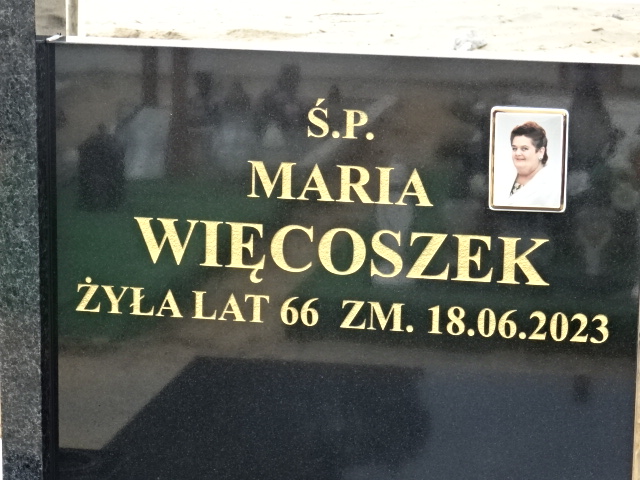 Ś.P.
MARIA
WIĘCOSZEK
ŻYŁA LAT 66 ZM. 18.06.2023